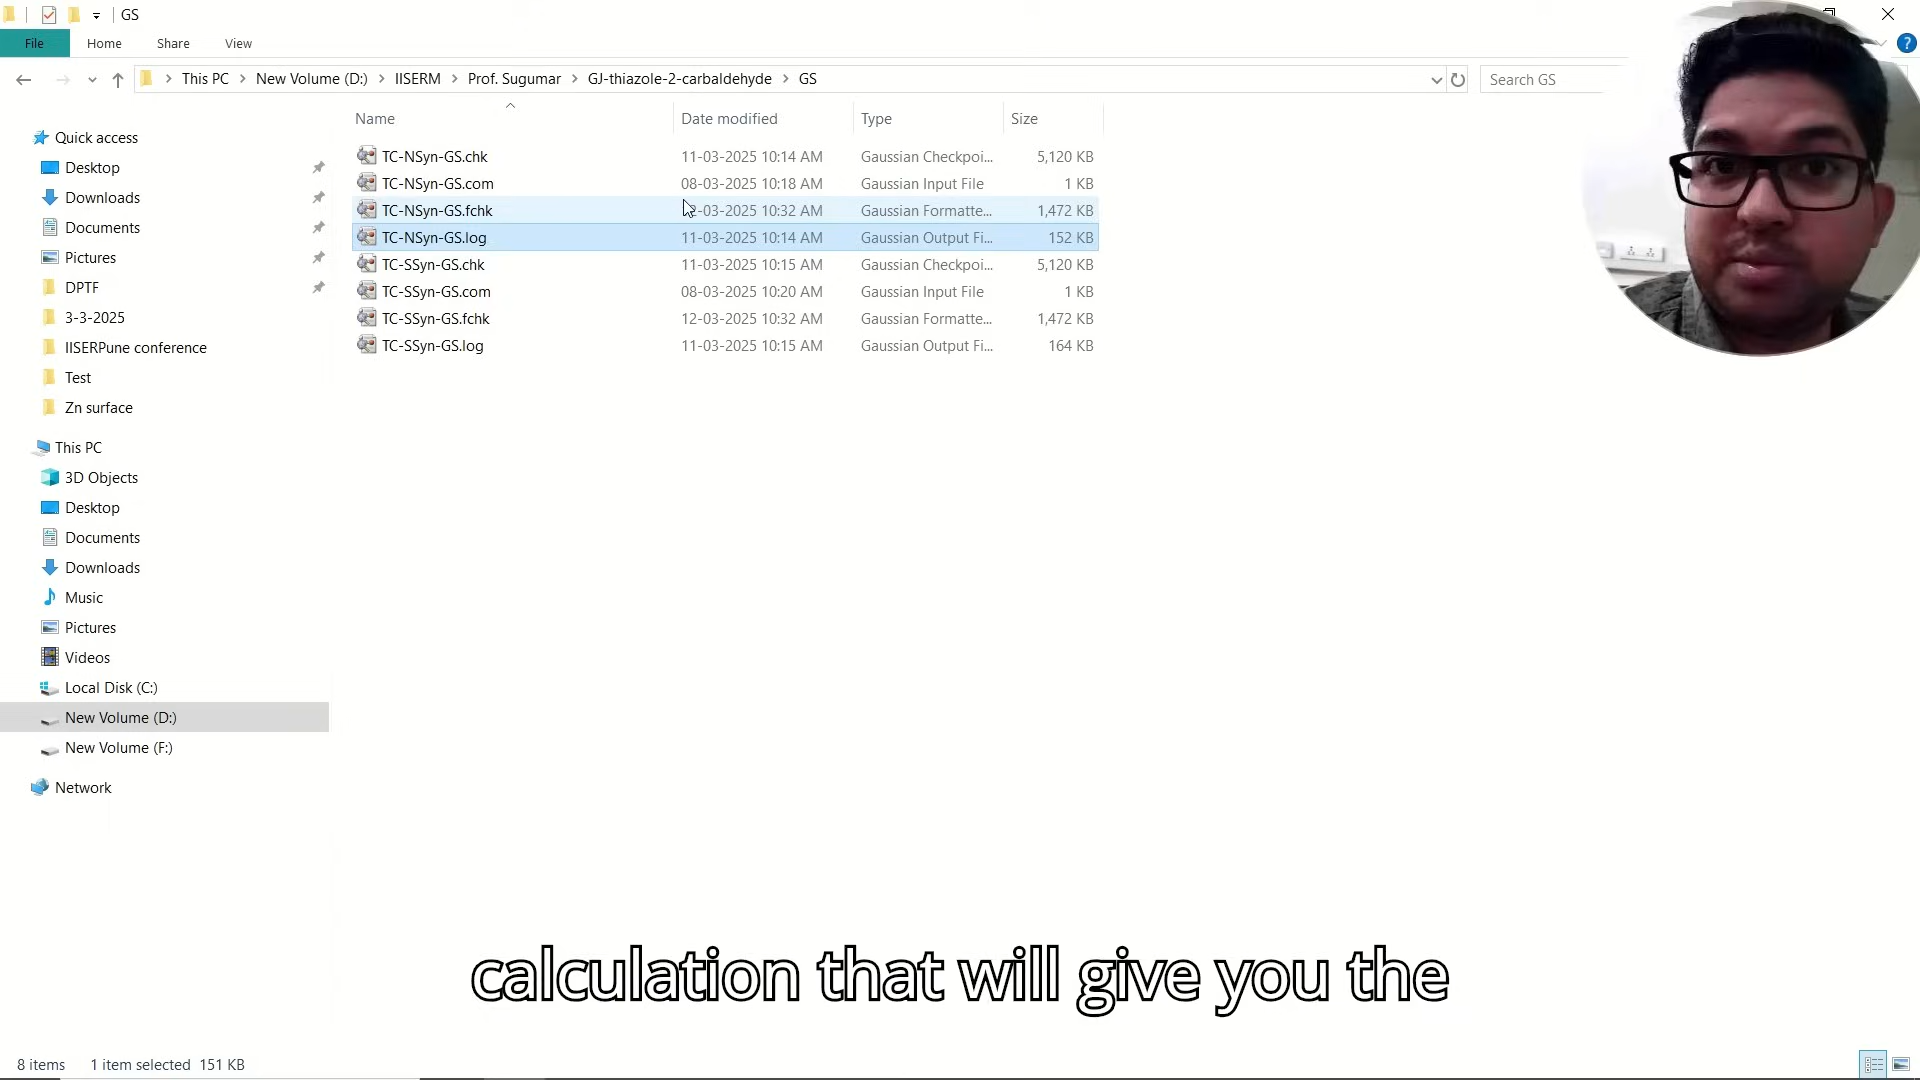 GS
File Home Share View
This PC New Volume (D:) IISERM Prof. Sugumar GJ-thiazole-2-carbaldehyde GS Search GS
Name Date modified Type Size
TC-NSyn-GS.chk 11-03-2025 10:14 AM Gaussian Checkpoi... 5,120 KB
TC-NSyn-GS.com 08-03-2025 10:18 AM Gaussian Input File 1 KB
TC-NSyn-GS.fchk 2-03-2025 10:32 AM Gaussian Formatte... 1,472 KB
TC-NSyn-GS.log 11-03-2025 10:14 AM Gaussian Output Fi... 152 KB
TC-SSyn-GS.chk 11-03-2025 10:15 AM Gaussian Checkpoi... 5,120 KB
TC-SSyn-GS.com 08-03-2025 10:20 AM Gaussian Input File 1 KB
TC-SSyn-GS.fchk 12-03-2025 10:32 AM Gaussian Formatte... 1,472 KB
TC-SSyn-GS.log 11-03-2025 10:15 AM Gaussian Output Fi... 164 KB
Quick access
Desktop
Downloads
Documents
Pictures
DPTF
3-3-2025
IISERPune conference
Test
Zn surface
This PC
3D Objects
Desktop
Documents
Downloads
Music
Pictures
Videos
Local Disk (C:)
New Volume (D:)
New Volume (F:)
Network
calculation that will give you the
8 items 1 item selected 151 KB